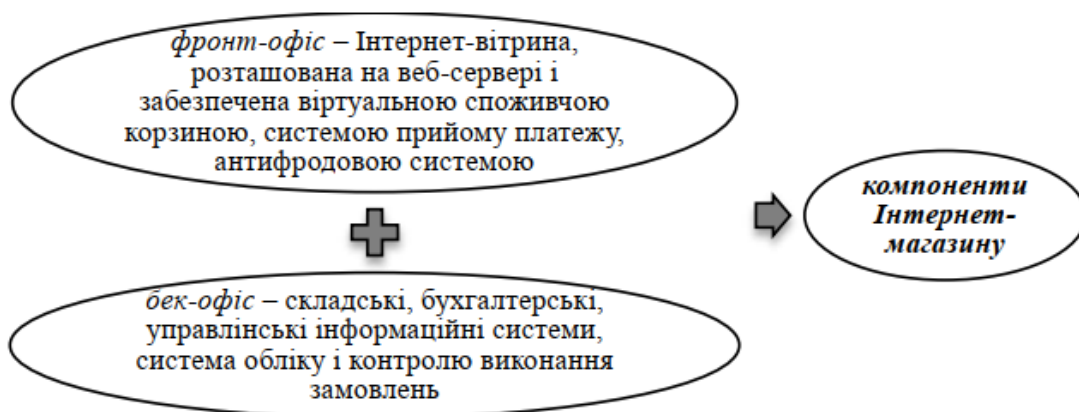 фронт-офіс – Інтернет-вітрина,
розташована на веб-сервері і
забезпечена віртуальною споживчою
корзиною, системою прийому платежу,
антифродовою системою
компоненти
Інтернет-
магазину
бек-офіс – складські, бухгалтерські,
управлінські інформаційні системи,
система обліку і контролю виконання
замовлень